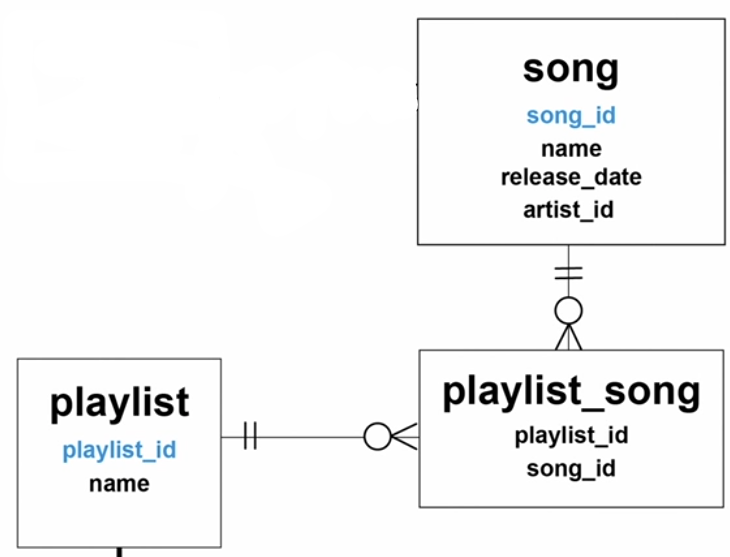 song
song_id
name
release_date
artist_id
playlist
playlist_id
name
playlist_song
playlist_id
song_id